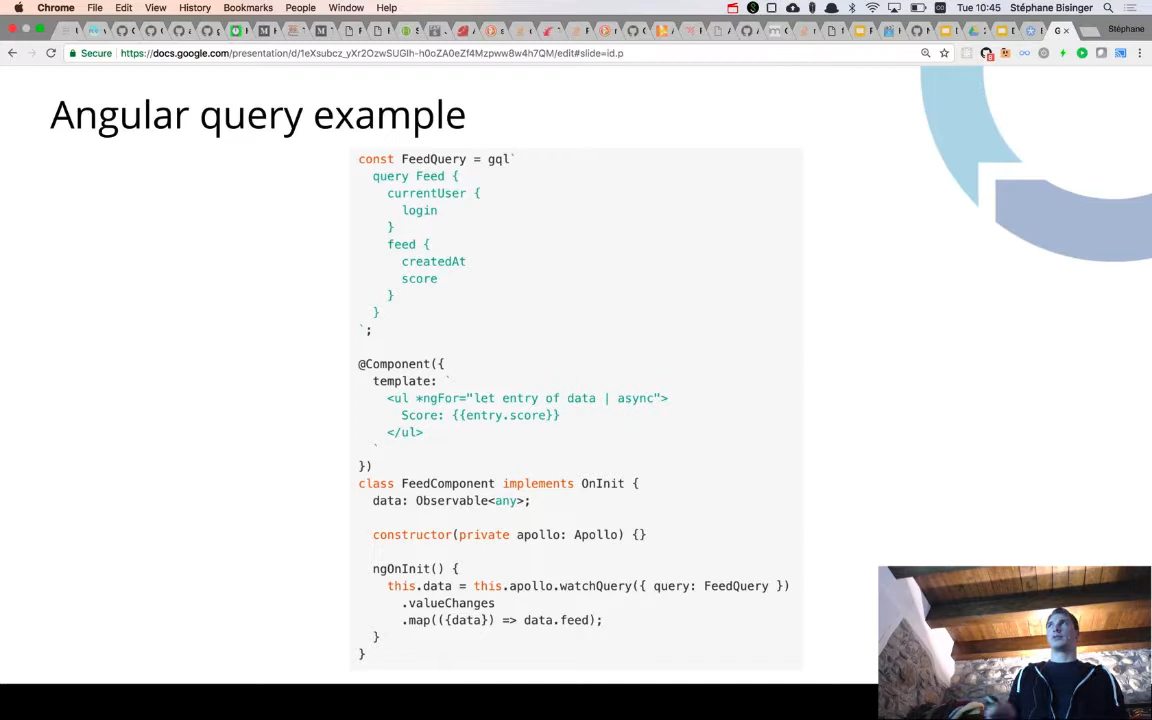 Chrome File Edit View History Bookmarks People Window Help Tue 10:45 Stéphane Bisinger
Stéphane
Secure https://docs.google.com/presentation/d/1eXsubcz_yXr2OzwSUGIh-h0oZA0eZf4Mzpww8w4h7QM/edit#slide=id.p
Angular query example
const FeedQuery = gql`
query Feed {
currentUser {
login
}
feed {
createdAt
score
}
}
`;
@Component({
template: `
<ul *ngFor="let entry of data | async">
Score: {{entry.score}}
</ul>
`
})
class FeedComponent implements OnInit {
data: Observable<any>;
constructor(private apollo: Apollo) {}
ngOnInit() {
this.data = this.apollo.watchQuery({ query: FeedQuery })
.valueChanges
.map(({data}) => data.feed);
}
}